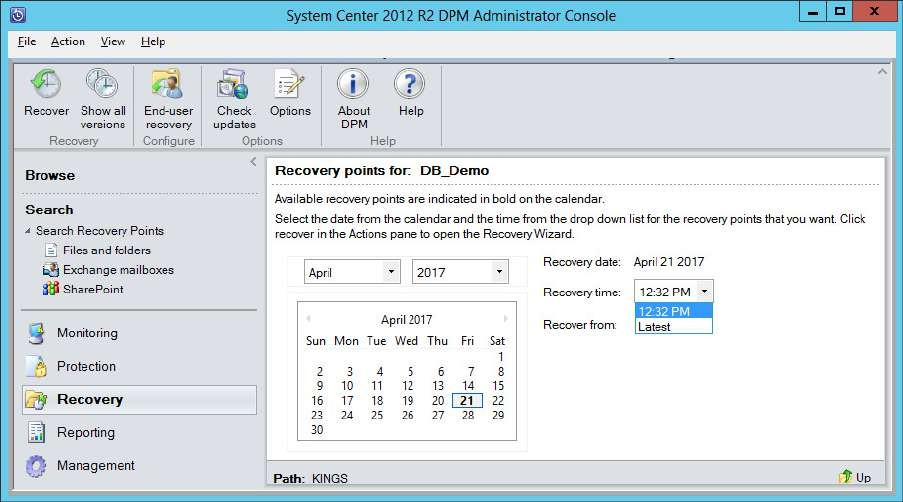 System Center 2012 R2 DPM Administrator Console
File Action View Help
Recover
Show all versions
End-user recovery
Check updates
Options
About DPM
Help
Recovery
Configure
Options
Help
Browse
Search
Search Recovery Points
Files and folders
Exchange mailboxes
SharePoint
Monitoring
Protection
Recovery
Reporting
Management
Recovery points for: DB_Demo
Available recovery points are indicated in bold on the calendar.
Select the date from the calendar and the time from the drop down list for the recovery points that you want. Click
recover in the Actions pane to open the Recovery Wizard.
April 2017
April 2017
Sun Mon Tue Wed Thu Fri Sat
1
2 3 4 5 6 7 8
9 10 11 12 13 14 15
16 17 18 19 20 21 22
23 24 25 26 27 28 29
30
Recovery date: April 21 2017
Recovery time: 12:32 PM
12:32 PM
Latest
Recover from:
Path: KINGS
Up